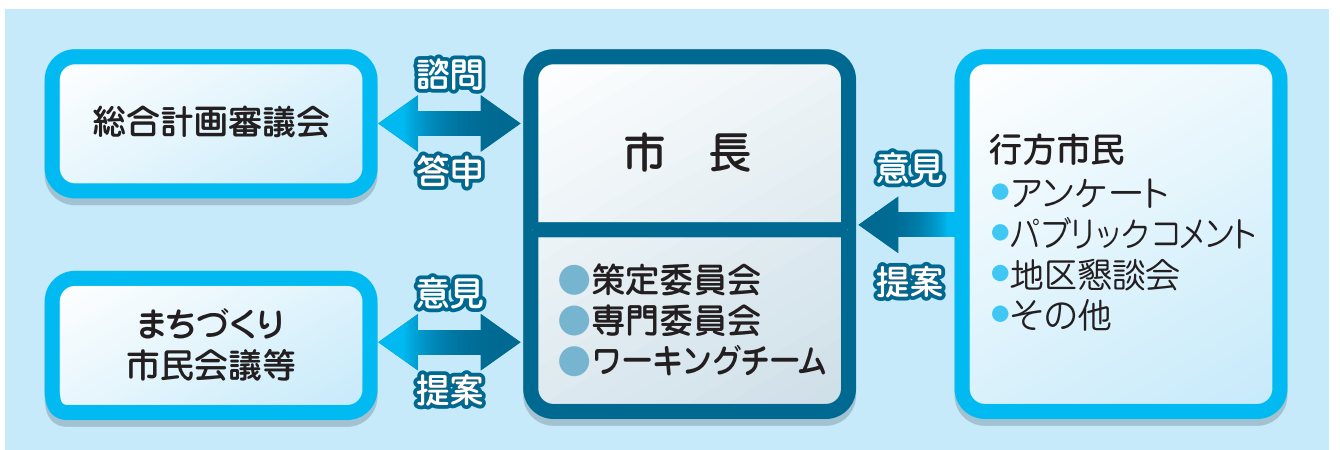 総合計画審議会
諮問
答申
まちづくり
市民会議等
意見
提案
市 長
●策定委員会
●専門委員会
●ワーキングチーム
意見
提案
行方市民
●アンケート
●パブリックコメント
●地区懇談会
●その他